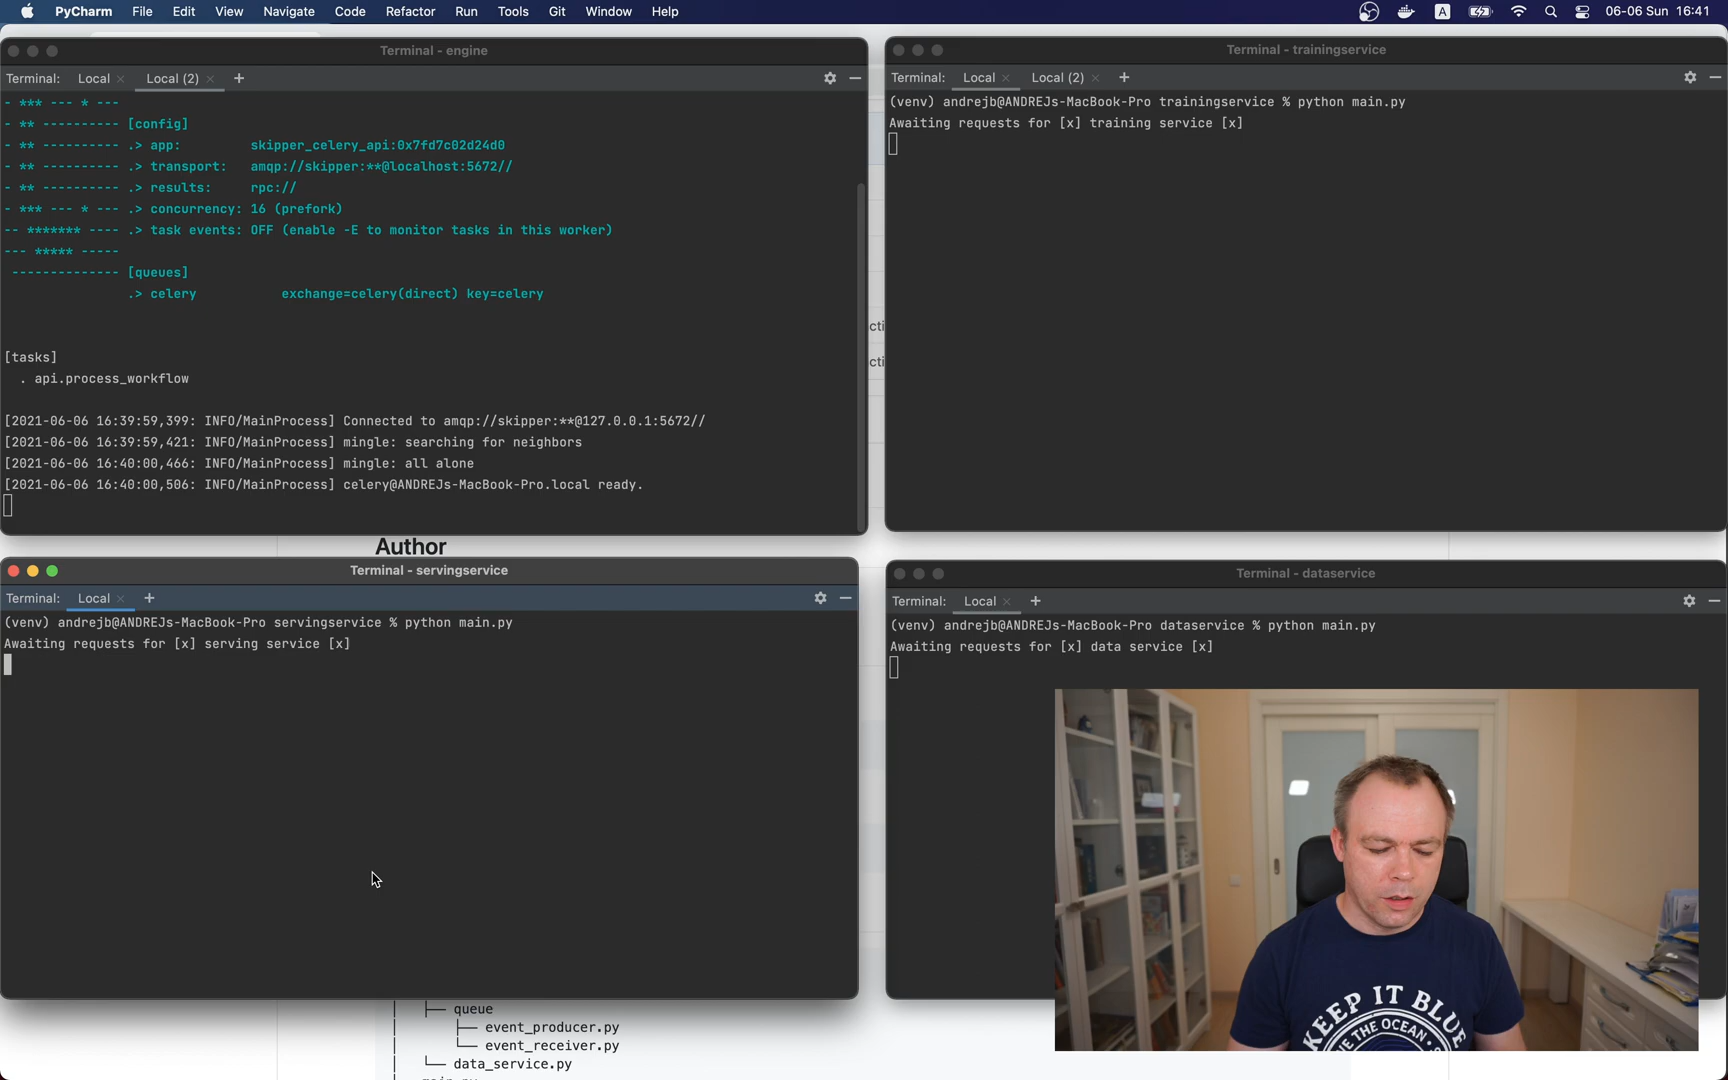 PyCharm File Edit View Navigate Code Refactor Run Tools Git Window Help A 06-06 Sun 16:41
Terminal - engine
Terminal: Local × Local (2) × +
- *** --- * ---
- ** ---------- [config]
- ** ---------- .> app: skipper_celery_api:0x7fd7c02d24d0
- ** ---------- .> transport: amqp://skipper:**@localhost:5672//
- ** ---------- .> results: rpc://
- *** --- * --- .> concurrency: 16 (prefork)
-- ******* ---- .> task events: OFF (enable -E to monitor tasks in this worker)
--- ***** -----
-------------- [queues]
.> celery exchange=celery(direct) key=celery
[tasks]
. api.process_workflow
[2021-06-06 16:39:59,399: INFO/MainProcess] Connected to amqp://skipper:**@127.0.0.1:5672//
[2021-06-06 16:39:59,421: INFO/MainProcess] mingle: searching for neighbors
[2021-06-06 16:40:00,466: INFO/MainProcess] mingle: all alone
[2021-06-06 16:40:00,506: INFO/MainProcess] celery@ANDREJs-MacBook-Pro.local ready.
Terminal - trainingservice
Terminal: Local × Local (2) × +
(venv) andrejb@ANDREJs-MacBook-Pro trainingservice % python main.py
Awaiting requests for [x] training service [x]
cti
cti
Author
Terminal - servingservice
Terminal: Local × +
(venv) andrejb@ANDREJs-MacBook-Pro servingservice % python main.py
Awaiting requests for [x] serving service [x]
Terminal - dataservice
Terminal: Local × +
(venv) andrejb@ANDREJs-MacBook-Pro dataservice % python main.py
Awaiting requests for [x] data service [x]
├── queue
├── event_producer.py
└── event_receiver.py
└── data_service.py
KEEP IT BLUE
THE OCEAN